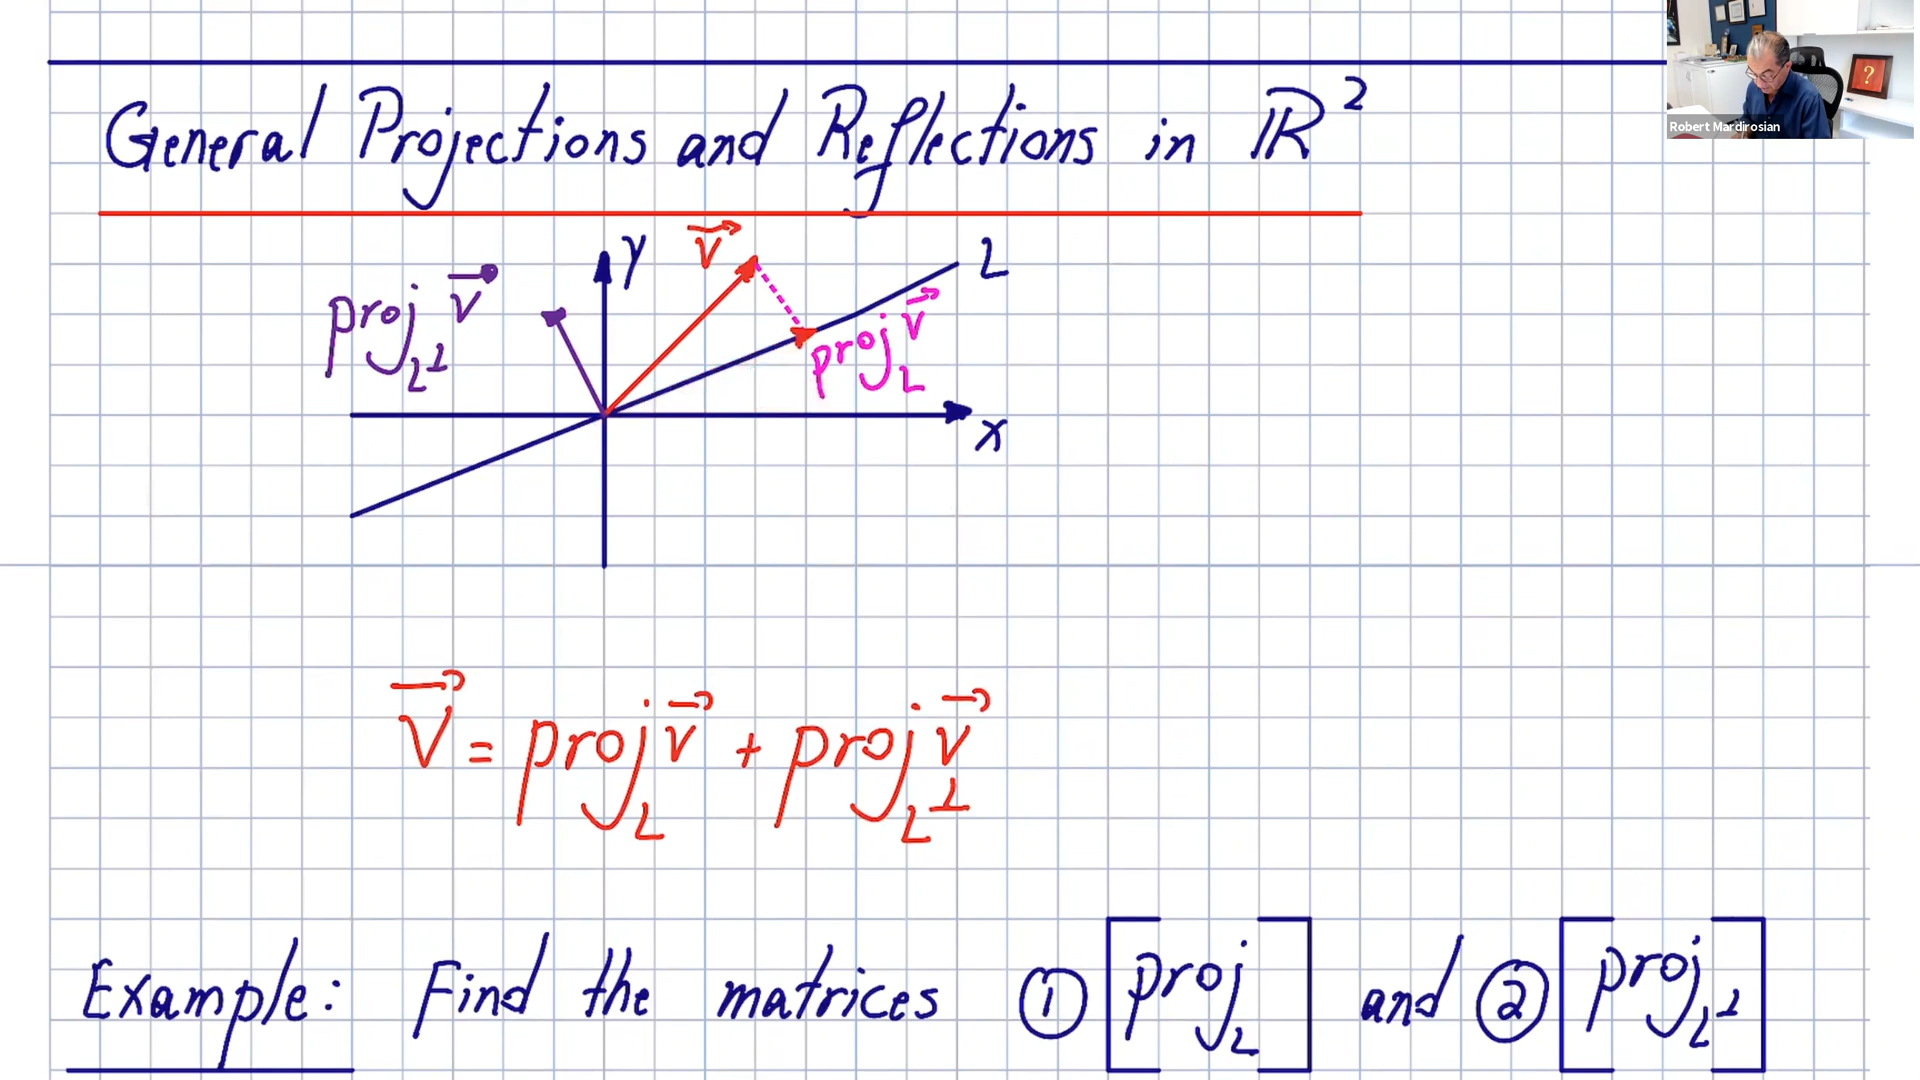 General Projections and Reflections in ℝ²
Robert Mardirosian
?
y
v⃗
L
proj_L⊥ v⃗
proj_L v⃗
x
v⃗ = proj_L v⃗ + proj_L⊥ v⃗
Example: Find the matrices ① [proj_L] and ② [proj_L⊥]